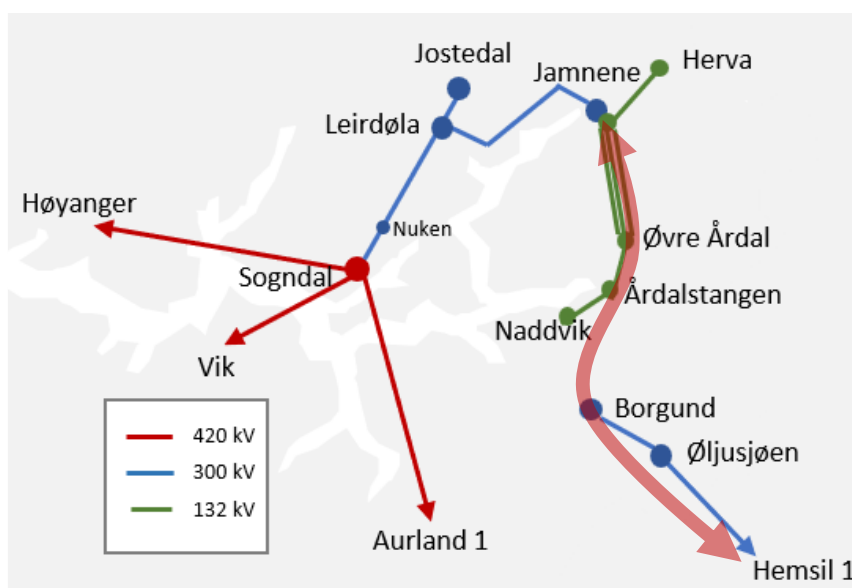 Jostedal
Jamnene
Herva
Leirdøla
Høyanger
Nuken
Øvre Årdal
Sogndal
Årdalstangen
Naddvik
Vik
Borgund
420 kV
300 kV
132 kV
Øljusjøen
Aurland 1
Hemsil 1